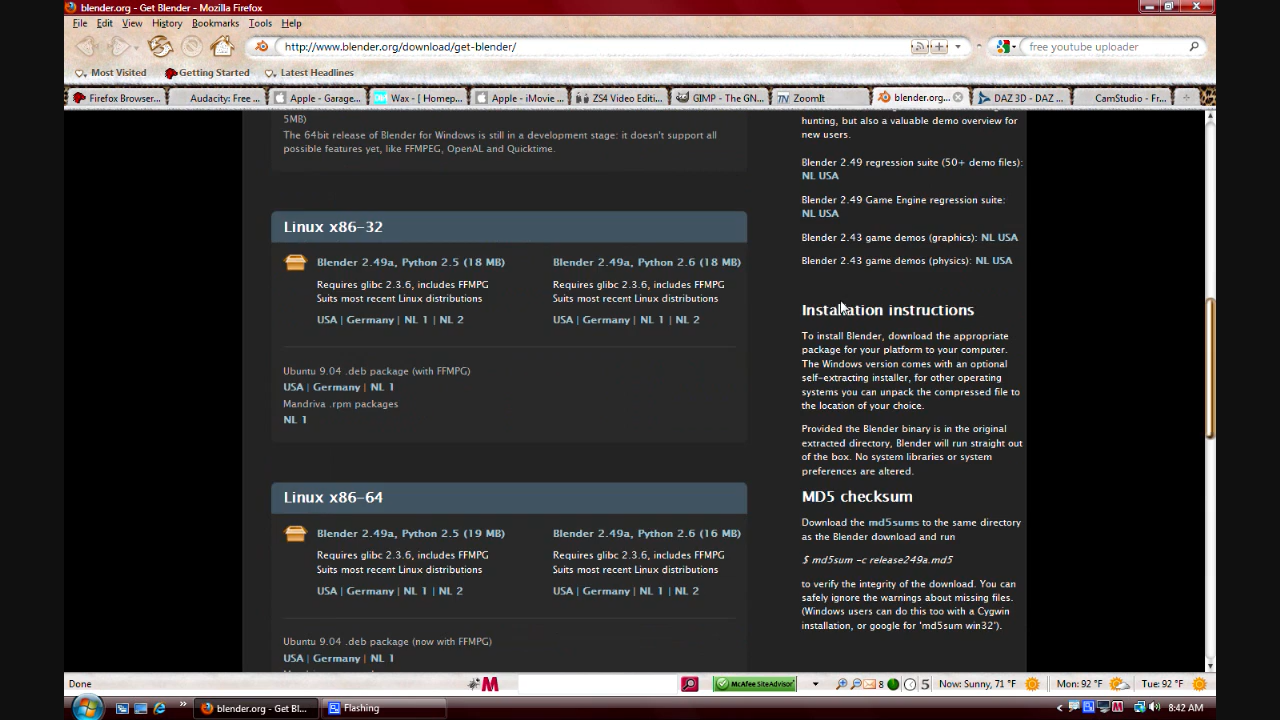 blender.org - Get Blender - Mozilla Firefox
File Edit View History Bookmarks Tools Help
http://www.blender.org/download/get-blender/
free youtube uploader
Most Visited Getting Started Latest Headlines
Firefox Browser...
Audacity: Free ...
Apple - Garage...
Wax - [ Homep...
Apple - iMovie ...
ZS4 Video Editi...
GIMP - The GN...
ZoomIt
blender.org...
DAZ 3D - DAZ ...
CamStudio - Fr...
5MB)
The 64bit release of Blender for Windows is still in a development stage: it doesn't support all
possible features yet, like FFMPEG, OpenAL and Quicktime.
Linux x86-32
Blender 2.49a, Python 2.5 (18 MB)
Requires glibc 2.3.6, includes FFMPG
Suits most recent Linux distributions
USA | Germany | NL 1 | NL 2
Blender 2.49a, Python 2.6 (18 MB)
Requires glibc 2.3.6, includes FFMPG
Suits most recent Linux distributions
USA | Germany | NL 1 | NL 2
Ubuntu 9.04 .deb package (with FFMPG)
USA | Germany | NL 1
Mandriva .rpm packages
NL 1
Linux x86-64
Blender 2.49a, Python 2.5 (19 MB)
Requires glibc 2.3.6, includes FFMPG
Suits most recent Linux distributions
USA | Germany | NL 1 | NL 2
Blender 2.49a, Python 2.6 (16 MB)
Requires glibc 2.3.6, includes FFMPG
Suits most recent Linux distributions
USA | Germany | NL 1 | NL 2
Ubuntu 9.04 .deb package (now with FFMPG)
USA | Germany | NL 1
hunting, but also a valuable demo overview for
new users.
Blender 2.49 regression suite (50+ demo files):
NL USA
Blender 2.49 Game Engine regression suite:
NL USA
Blender 2.43 game demos (graphics): NL USA
Blender 2.43 game demos (physics): NL USA
Installation instructions
To install Blender, download the appropriate
package for your platform to your computer.
The Windows version comes with an optional
self-extracting installer, for other operating
systems you can unpack the compressed file to
the location of your choice.
Provided the Blender binary is in the original
extracted directory, Blender will run straight out
of the box. No system libraries or system
preferences are altered.
MD5 checksum
Download the md5sums to the same directory
as the Blender download and run
$ md5sum -c release249a.md5
to verify the integrity of the download. You can
safely ignore the warnings about missing files.
(Windows users can do this too with a Cygwin
installation, or google for 'md5sum win32').
Done
M
McAfee SiteAdvisor
8
5
Now: Sunny, 71 °F
Mon: 92 °F
Tue: 92 °F
blender.org - Get Bl...
Flashing
8:42 AM